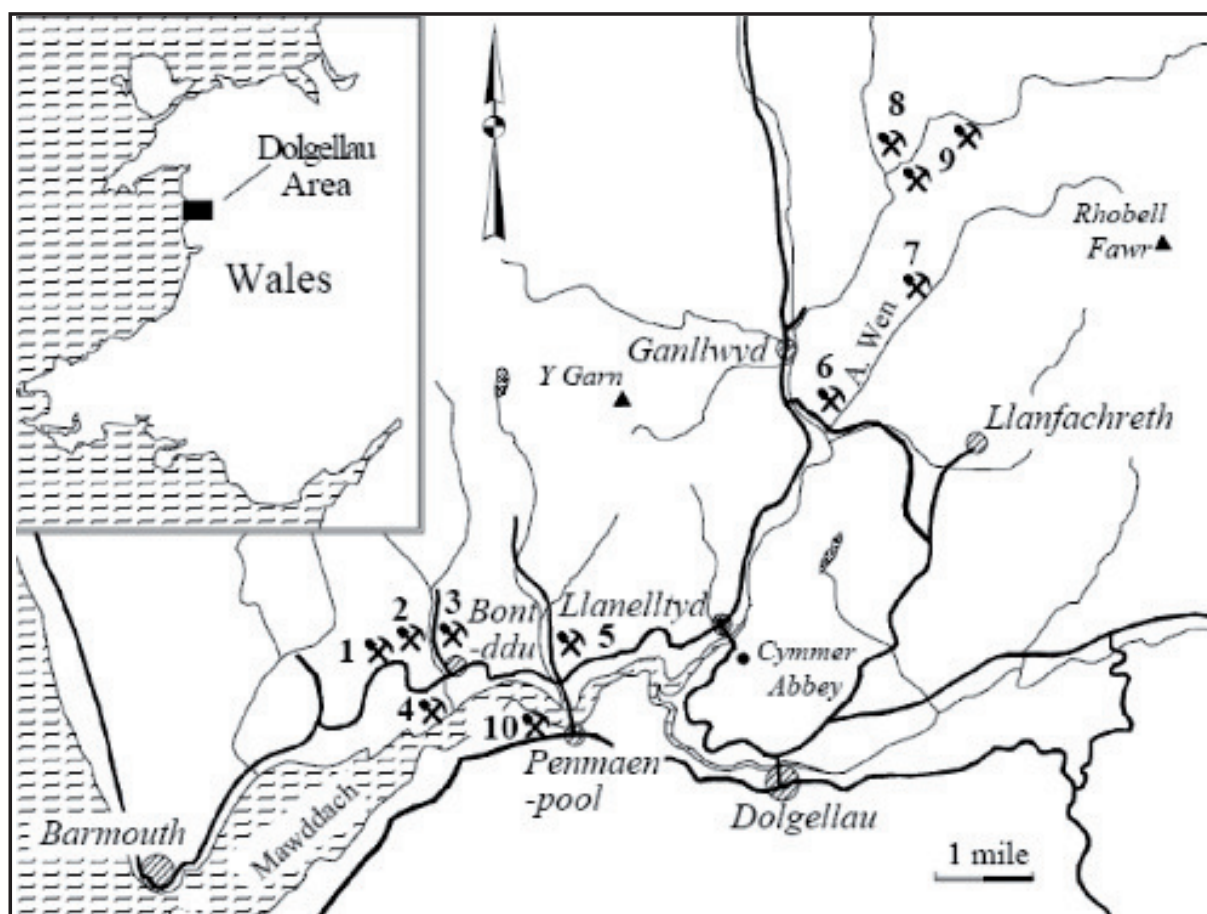 Dolgellau
Area
Wales
8
9
Rhobell
Fawr
7
A. Wen
Ganllwyd
Y Garn
6
Llanfachreth
1
2
3
Bont
-ddu
Llanelltyd
5
Cymmer
Abbey
4
10
Penmaen
-pool
Dolgellau
Barmouth
Mawddach
1 mile